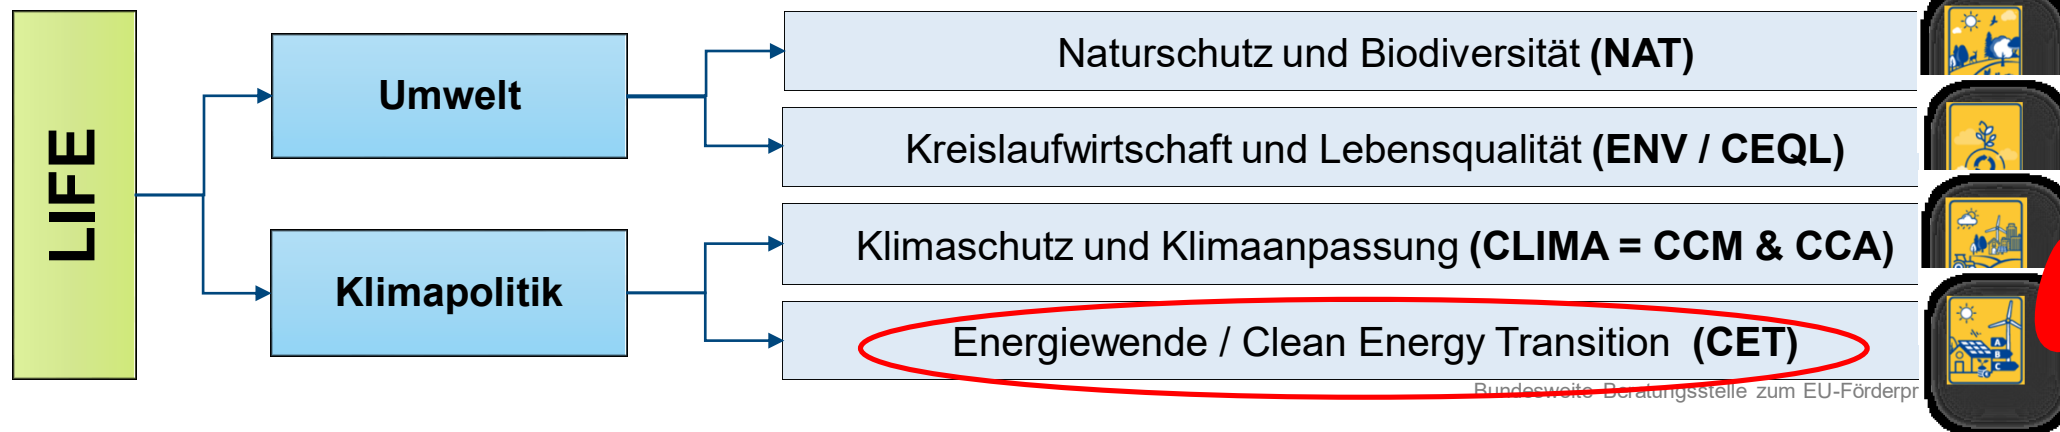 LIFE
Umwelt
Klimapolitik
Naturschutz und Biodiversität (NAT)
Kreislaufwirtschaft und Lebensqualität (ENV / CEQL)
Klimaschutz und Klimaanpassung (CLIMA = CCM & CCA)
Energiewende / Clean Energy Transition (CET)
Bundesweite Beratungsstelle zum EU-Förderpr
A
B
C